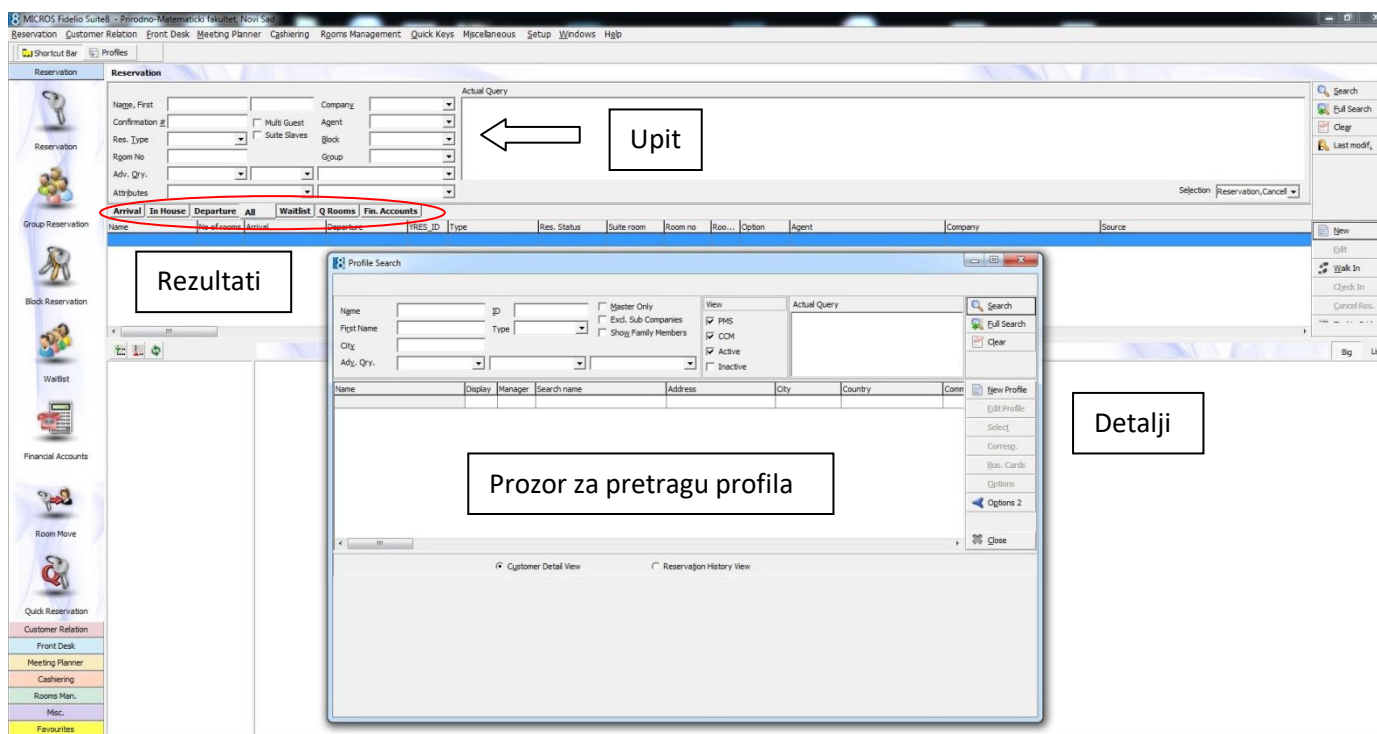 MICROS Fidelio Suite8 - Prirodno-Matematicki fakultet, Novi Sad
Reservation Customer Relation Front Desk Meeting Planner Cashiering Rooms Management Quick Keys Miscellaneous Setup Windows Help
Shortcut Bar Profiles
Reservation
Reservation
Group Reservation
Block Reservation
Waitlist
Financial Accounts
Room Move
Quick Reservation
Customer Relation
Front Desk
Meeting Planner
Cashiering
Rooms Man.
Misc.
Favourites
Reservation
Name, First Company
Confirmation # Multi Guest Agent
Res. Type Suite Slaves Block
Room No Group
Adv. Qry.
Attributes
Actual Query
Upit
Selection Reservation,Cancell
Search
Full Search
Clear
Last modif.
Arrival In House Departure All Waitlist Q Rooms Fin. Accounts
Name No of rooms Arrival Departure YRES_ID Type Res. Status Suite room Room no Roo... Option Agent Company Source
New
Edit
Walk In
Check In
Cancel Res.
Rezultati
Big Li
Detalji
Profile Search
Name ID Master Only
First Name Type Excl. Sub Companies
City Show Family Members
Adv. Qry.
View
PMS
CCM
Active
Inactive
Actual Query
Search
Full Search
Clear
Name Display Manager Search name Address City Country Comm
New Profile
Edit Profile
Select
Corresp.
Bus. Cards
Options
Options 2
Close
Prozor za pretragu profila
Customer Detail View Reservation History View